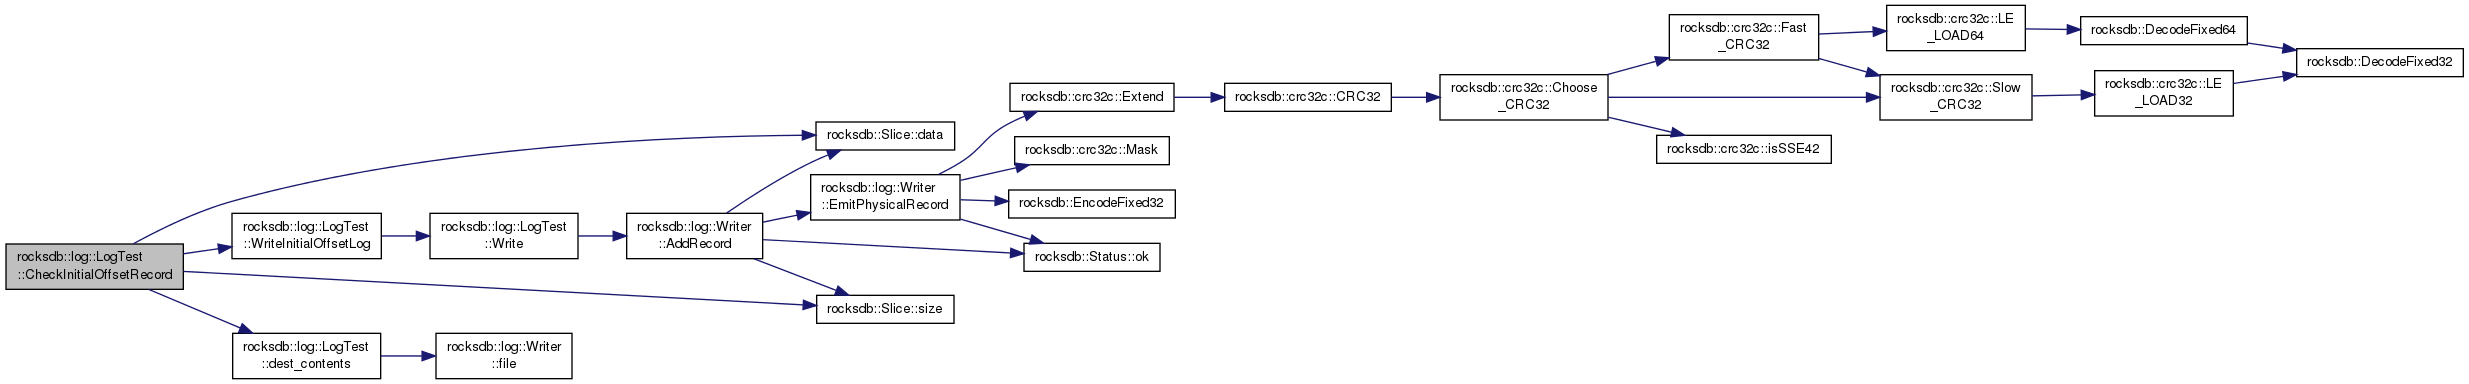 rocksdb::log::LogTest
::CheckInitialOffsetRecord
rocksdb::Slice::data
rocksdb::log::LogTest
::WriteInitialOffsetLog
rocksdb::log::LogTest
::Write
rocksdb::log::Writer
::AddRecord
rocksdb::log::Writer
::EmitPhysicalRecord
rocksdb::Slice::size
rocksdb::log::LogTest
::dest_contents
rocksdb::log::Writer
::file
rocksdb::crc32c::Extend
rocksdb::crc32c::Mask
rocksdb::EncodeFixed32
rocksdb::Status::ok
rocksdb::crc32c::CRC32
rocksdb::crc32c::Choose
_CRC32
rocksdb::crc32c::Fast
_CRC32
rocksdb::crc32c::isSSE42
rocksdb::crc32c::LE
_LOAD64
rocksdb::crc32c::Slow
_CRC32
rocksdb::DecodeFixed64
rocksdb::crc32c::LE
_LOAD32
rocksdb::DecodeFixed32